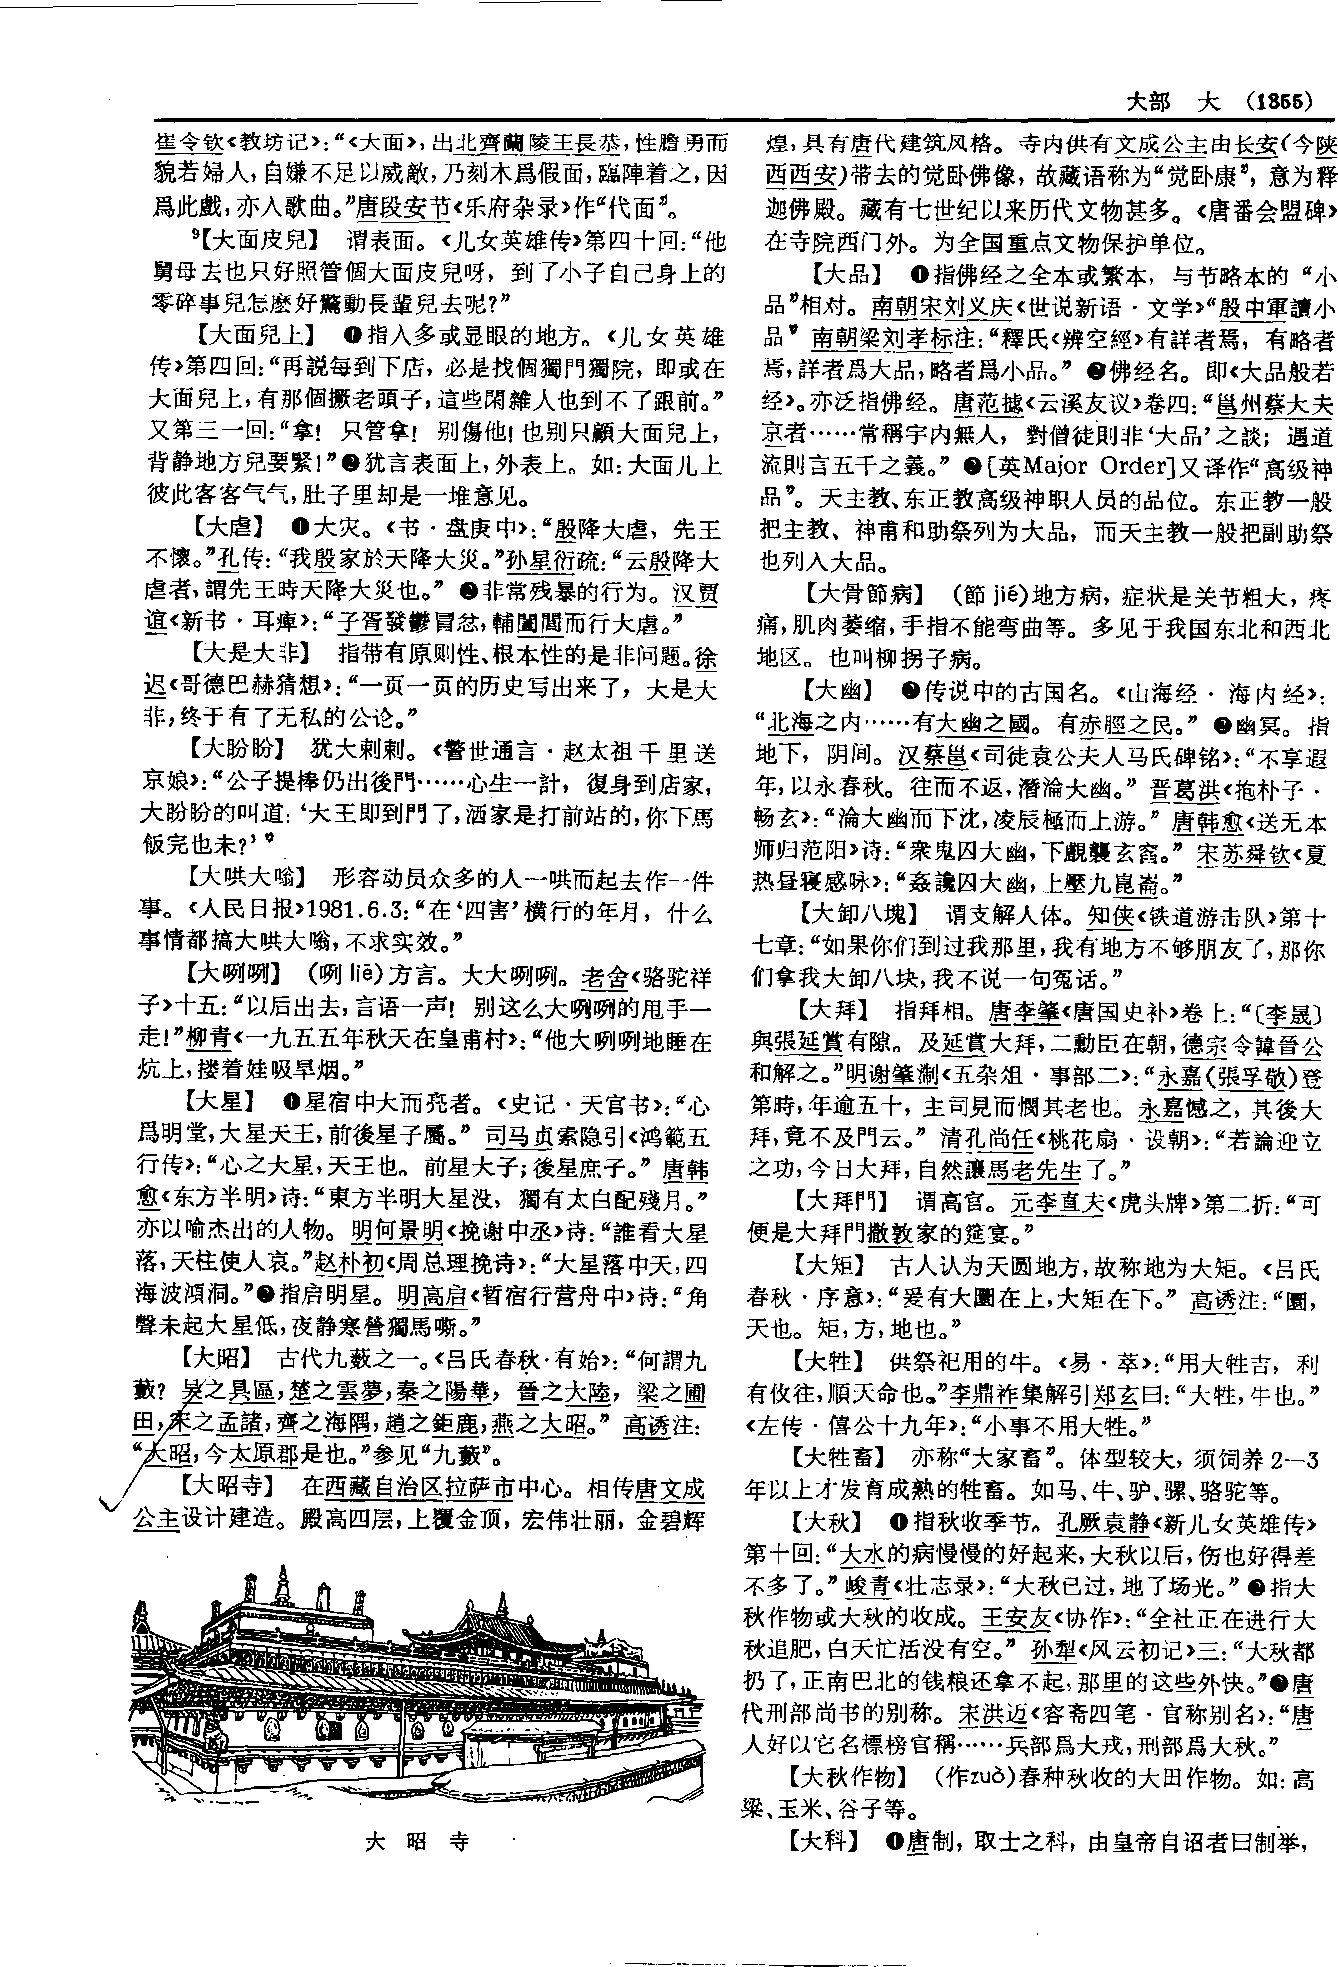 大部 大 (1355)
崔令钦《教坊记》：“《大面》，出北齊蘭陵王長恭，性膽勇而
貌若婦人，自嫌不足以威敵，乃刻木爲假面，臨陣着之，因
爲此戲，亦入歌曲。”唐段安节《乐府杂录》作“代面”。
【大面皮兒】 谓表面。《儿女英雄传》第四十回：“他
舅母去也只好照管個大面皮兒呀，到了小子自己身上的
零碎事兒怎麽好驚動長輩兒去呢？”
【大面兒上】 ❶指人多或显眼的地方。《儿女英雄
传》第四回：“再説每到下店，必是找個獨門獨院，即或在
大面兒上，有那個撅老頭子，這些閑雜人也到不了跟前。”
又第三一回：“拿！ 只管拿！ 别傷他！也别只顧大面兒上，
背静地方兒要緊！”❷犹言表面上，外表上。如：大面儿上
彼此客客气气，肚子里却是一堆意见。
【大虐】 ❶大灾。《书·盘庚中》：“殷降大虐，先王
不懷。”孔传：“我殷家於天降大災。”孙星衍疏：“云殷降大
虐者，謂先王時天降大災也。” ❷非常残暴的行为。汉贾
谊《新书·耳痺》：“子胥發鬱冒忿，輔闔閭而行大虐。”
【大是大非】 指带有原则性、根本性的是非问题。徐
迟《哥德巴赫猜想》：“一页一页的历史写出来了，大是大
非，终于有了无私的公论。”
【大盼盼】 犹大剌剌。《警世通言·赵太祖千里送
京娘》：“公子提棒仍出後門……心生一計，復身到店家，
大盼盼的叫道：‘大王即到門了，洒家是打前站的，你下馬
飯完也未？’”
【大哄大嗡】 形容动员众多的人一哄而起去作一件
事。《人民日报》1981.6.3：“在‘四害’横行的年月，什么
事情都搞大哄大嗡，不求实效。”
【大咧咧】 （咧 liē）方言。大大咧咧。老舍《骆驼祥
子》十五：“以后出去，言语一声！ 别这么大咧咧的甩手一
走！”柳青《一九五五年秋天在皇甫村》：“他大咧咧地睡在
炕上，搂着娃吸旱烟。”
【大星】 ❶星宿中大而亮者。《史记·天官书》：“心
爲明堂，大星天王，前後星子屬。” 司马贞索隐引《鸿範五
行传》：“心之大星，天王也。前星太子；後星庶子。” 唐韩
愈《东方半明》诗：“東方半明大星没，獨有太白配殘月。”
亦以喻杰出的人物。明何景明《挽谢中丞》诗：“誰看大星
落，天柱使人哀。”赵朴初《周总理挽诗》：“大星落中天，四
海波澒洞。”❷指启明星。明高启《暂宿行营舟中》诗：“角
聲未起大星低，夜静寒營獨馬嘶。”
【大昭】 古代九薮之一。《吕氏春秋·有始》：“何謂九
藪？ 吴之具區，楚之雲夢，秦之陽華，晉之大陸，梁之圃
田，宋之孟諸，齊之海隅，趙之鉅鹿，燕之大昭。” 高诱注：
“大昭，今太原郡是也。”参见“九藪”。
【大昭寺】 在西藏自治区拉萨市中心。相传唐文成
公主设计建造。殿高四层，上覆金顶，宏伟壮丽，金碧辉
大昭寺
煌，具有唐代建筑风格。寺内供有文成公主由长安（今陕
西西安）带去的觉卧佛像，故藏语称为“觉卧康”，意为释
迦佛殿。藏有七世纪以来历代文物甚多。《唐番会盟碑》
在寺院西门外。为全国重点文物保护单位。
【大品】 ❶指佛经之全本或繁本，与节略本的“小
品”相对。南朝宋刘义庆《世说新语·文学》“殷中軍讀小
品” 南朝梁刘孝标注：“釋氏《辨空經》有詳者焉，有略者
焉，詳者爲大品，略者爲小品。” ❷佛经名。即《大品般若
经》。亦泛指佛经。唐范摅《云溪友议》卷四：“邕州蔡大夫
京者……常稱宇内無人，對僧徒則非‘大品’之談；遇道
流則言五千之義。” ❸[英Major Order]又译作“高级神
品”。天主教、东正教高级神职人员的品位。东正教一般
把主教、神甫和助祭列为大品，而天主教一般把副助祭
也列入大品。
【大骨節病】 （節 jié）地方病，症状是关节粗大，疼
痛，肌肉萎缩，手指不能弯曲等。多见于我国东北和西北
地区。也叫柳拐子病。
【大幽】 ❶传说中的古国名。《山海经·海内经》：
“北海之内……有大幽之國。有赤脛之民。” ❷幽冥。指
地下，阴间。汉蔡邕《司徒袁公夫人马氏碑铭》：“不享遐
年，以永春秋。往而不返，潛淪大幽。” 晋葛洪《抱朴子·
畅玄》：“淪大幽而下沈，凌辰極而上游。” 唐韩愈《送无本
师归范阳》诗：“衆鬼囚大幽，下覷襲玄窞。” 宋苏舜钦《夏
热昼寝感咏》：“姦讒囚大幽，上壓九崑崙。”
【大卸八塊】 谓支解人体。知侠《铁道游击队》第十
七章：“如果你们到过我那里，我有地方不够朋友了，那你
们拿我大卸八块，我不说一句冤话。”
【大拜】 指拜相。唐李肇《唐国史补》卷上：“〔李晟〕
與張延賞有隙。及延賞大拜，二勳臣在朝，德宗令韓晉公
和解之。”明谢肇淛《五杂俎·事部二》：“永嘉（張孚敬）登
第時，年逾五十，主司見而憫其老也。永嘉憾之，其後大
拜，竟不及門云。” 清孔尚任《桃花扇·设朝》：“若論迎立
之功，今日大拜，自然讓馬老先生了。”
【大拜門】 谓高官。元李直夫《虎头牌》第二折：“可
便是大拜門撒敦家的筵宴。”
【大矩】 古人认为天圆地方，故称地为大矩。《吕氏
春秋·序意》：“爰有大圜在上，大矩在下。” 高诱注：“圜，
天也。矩，方，地也。”
【大牲】 供祭祀用的牛。《易·萃》：“用大牲吉，利
有攸往，順天命也。”李鼎祚集解引郑玄曰：“大牲，牛也。”
《左传·僖公十九年》：“小事不用大牲。”
【大牲畜】 亦称“大家畜”。体型较大，须饲养2—3
年以上才发育成熟的牲畜。如马、牛、驴、骡、骆驼等。
【大秋】 ❶指秋收季节。孔厥袁静《新儿女英雄传》
第十回：“大水的病慢慢的好起来，大秋以后，伤也好得差
不多了。” 峻青《壮志录》：“大秋已过，地了场光。” ❷指大
秋作物或大秋的收成。王安友《协作》：“全社正在进行大
秋追肥，白天忙活没有空。” 孙犁《风云初记》三：“大秋都
扔了，正南巴北的钱粮还拿不起，那里的这些外快。”❸唐
代刑部尚书的别称。宋洪迈《容斋四笔·官称别名》：“唐
人好以它名標榜官稱……兵部爲大戎，刑部爲大秋。”
【大秋作物】 （作zuò）春种秋收的大田作物。如：高
粱、玉米、谷子等。
【大科】 ❶唐制，取士之科，由皇帝自诏者曰制举，